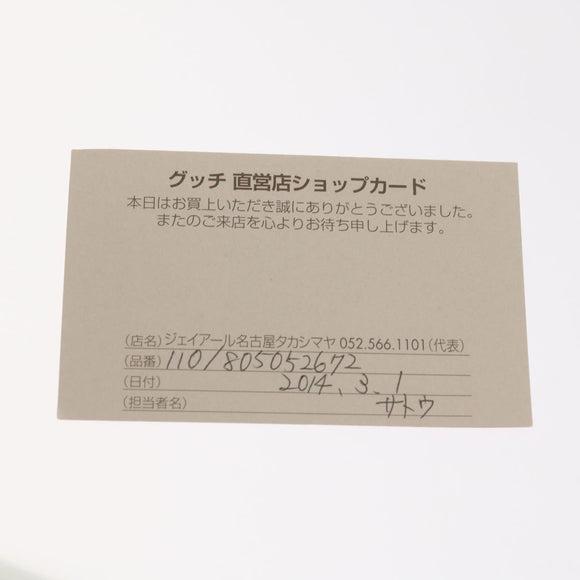 グッチ 直営店ショップカード
本日はお買上いただき誠にありがとうございました。
またのご来店を心よりお待ち申し上げます。
(店名) ジェイアール名古屋タカシマヤ 052.566.1101(代表)
(品番) 110/805052672
(日付) 2014.3.1
(担当者名) サトウ